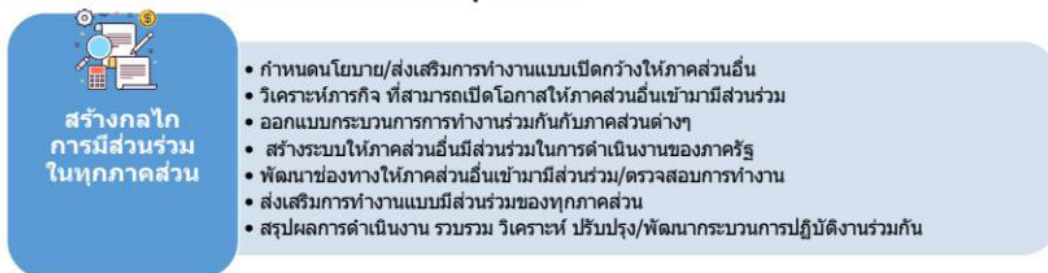 สร้างกลไก
การมีส่วนร่วม
ในทุกภาคส่วน
• กำหนดนโยบาย/ส่งเสริมการทำงานแบบเปิดกว้างให้ภาคส่วนอื่น
• วิเคราะห์ภารกิจ ที่สามารถเปิดโอกาสให้ภาคส่วนอื่นเข้ามามีส่วนร่วม
• ออกแบบกระบวนการการทำงานร่วมกันกับภาคส่วนต่างๆ
• สร้างระบบให้ภาคส่วนอื่นมีส่วนร่วมในการดำเนินงานของภาครัฐ
• พัฒนาช่องทางให้ภาคส่วนอื่นเข้ามามีส่วนร่วม/ตรวจสอบการทำงาน
• ส่งเสริมการทำงานแบบมีส่วนร่วมของทุกภาคส่วน
• สรุปผลการดำเนินงาน รวบรวม วิเคราะห์ ปรับปรุง/พัฒนากระบวนการปฏิบัติงานร่วมกัน